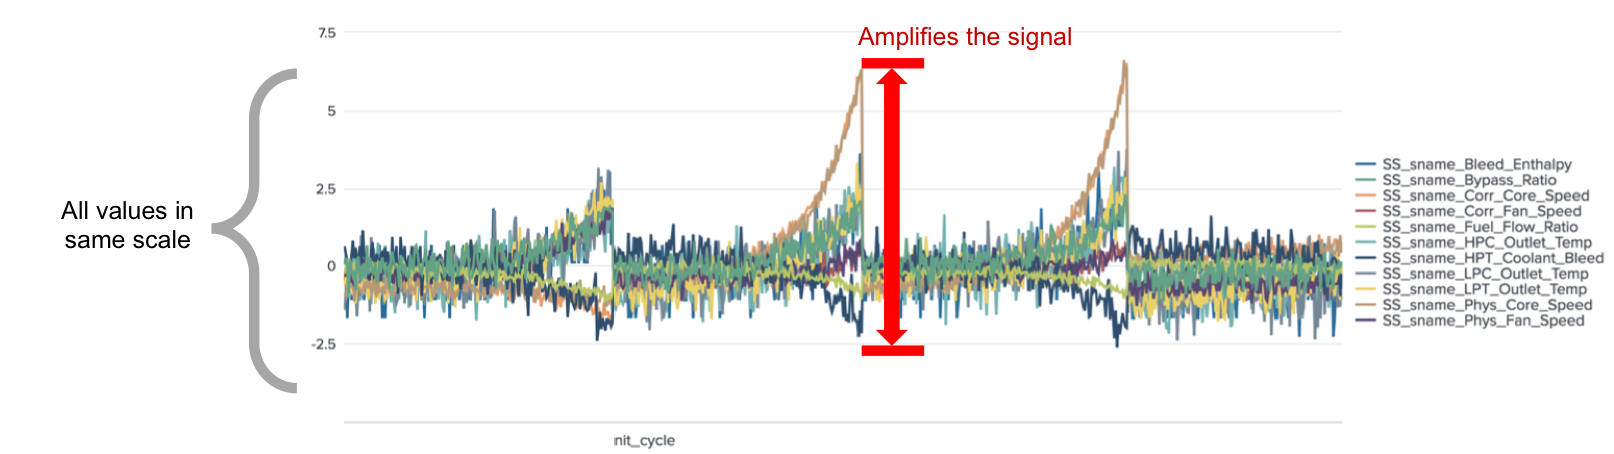 Amplifies the signal
All values in
same scale
7.5
5
2.5
0
-2.5
nit_cycle
SS_sname_Bleed_Enthalpy
SS_sname_Bypass_Ratio
SS_sname_Corr_Core_Speed
SS_sname_Corr_Fan_Speed
SS_sname_Fuel_Flow_Ratio
SS_sname_HPC_Outlet_Temp
SS_sname_HPT_Coolant_Bleed
SS_sname_LPC_Outlet_Temp
SS_sname_LPT_Outlet_Temp
SS_sname_Phys_Core_Speed
SS_sname_Phys_Fan_Speed